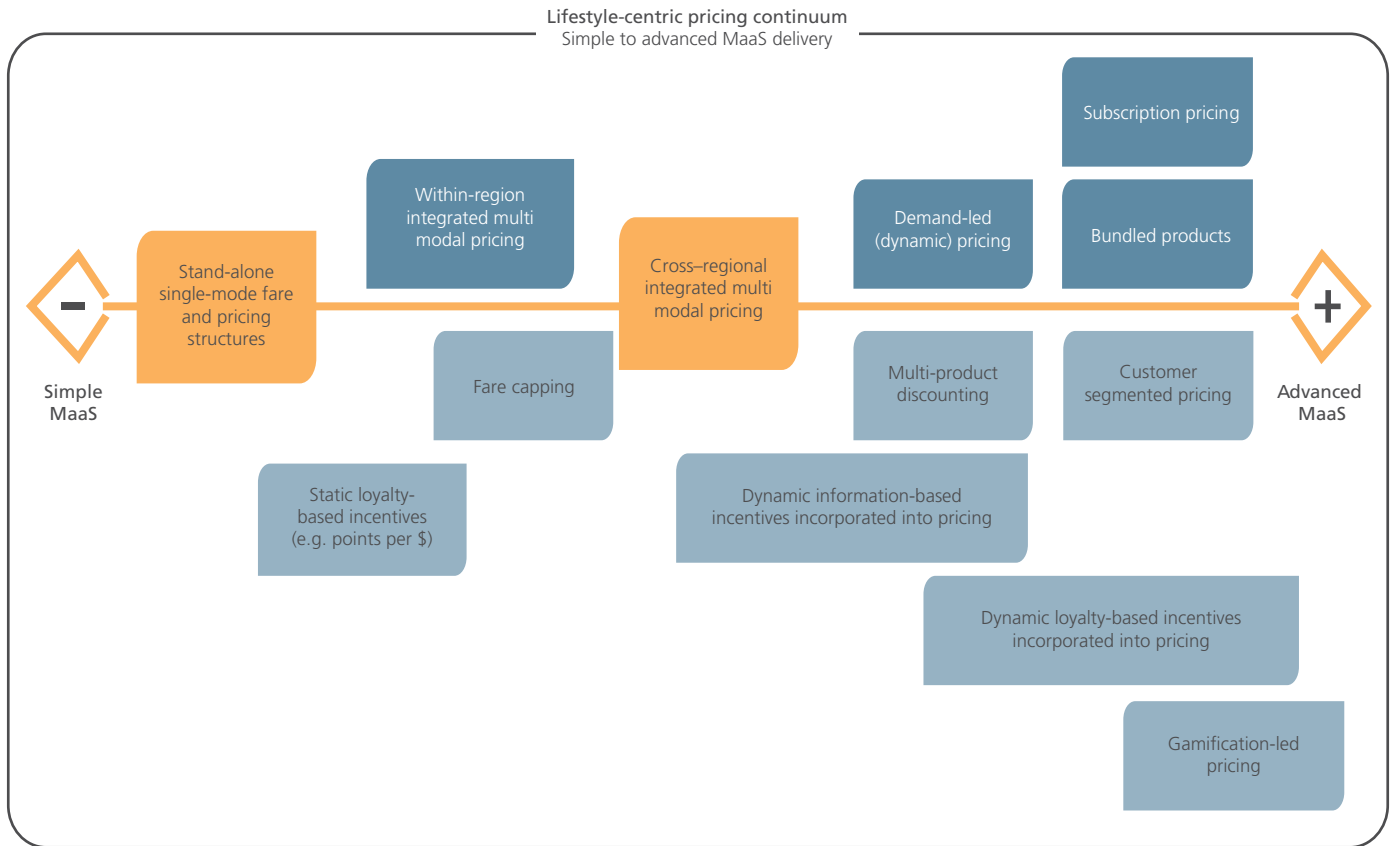 Lifestyle-centric pricing continuum
Simple to advanced MaaS delivery
Subscription pricing
Within-region
integrated multi
modal pricing
Demand-led
(dynamic) pricing
Bundled products
Stand-alone
single-mode fare
and pricing
structures
Cross–regional
integrated multi
modal pricing
Simple
MaaS
Fare capping
Multi-product
discounting
Customer
segmented pricing
Advanced
MaaS
Static loyalty-
based incentives
(e.g. points per $)
Dynamic information-based
incentives incorporated into pricing
Dynamic loyalty-based incentives
incorporated into pricing
Gamification-led
pricing